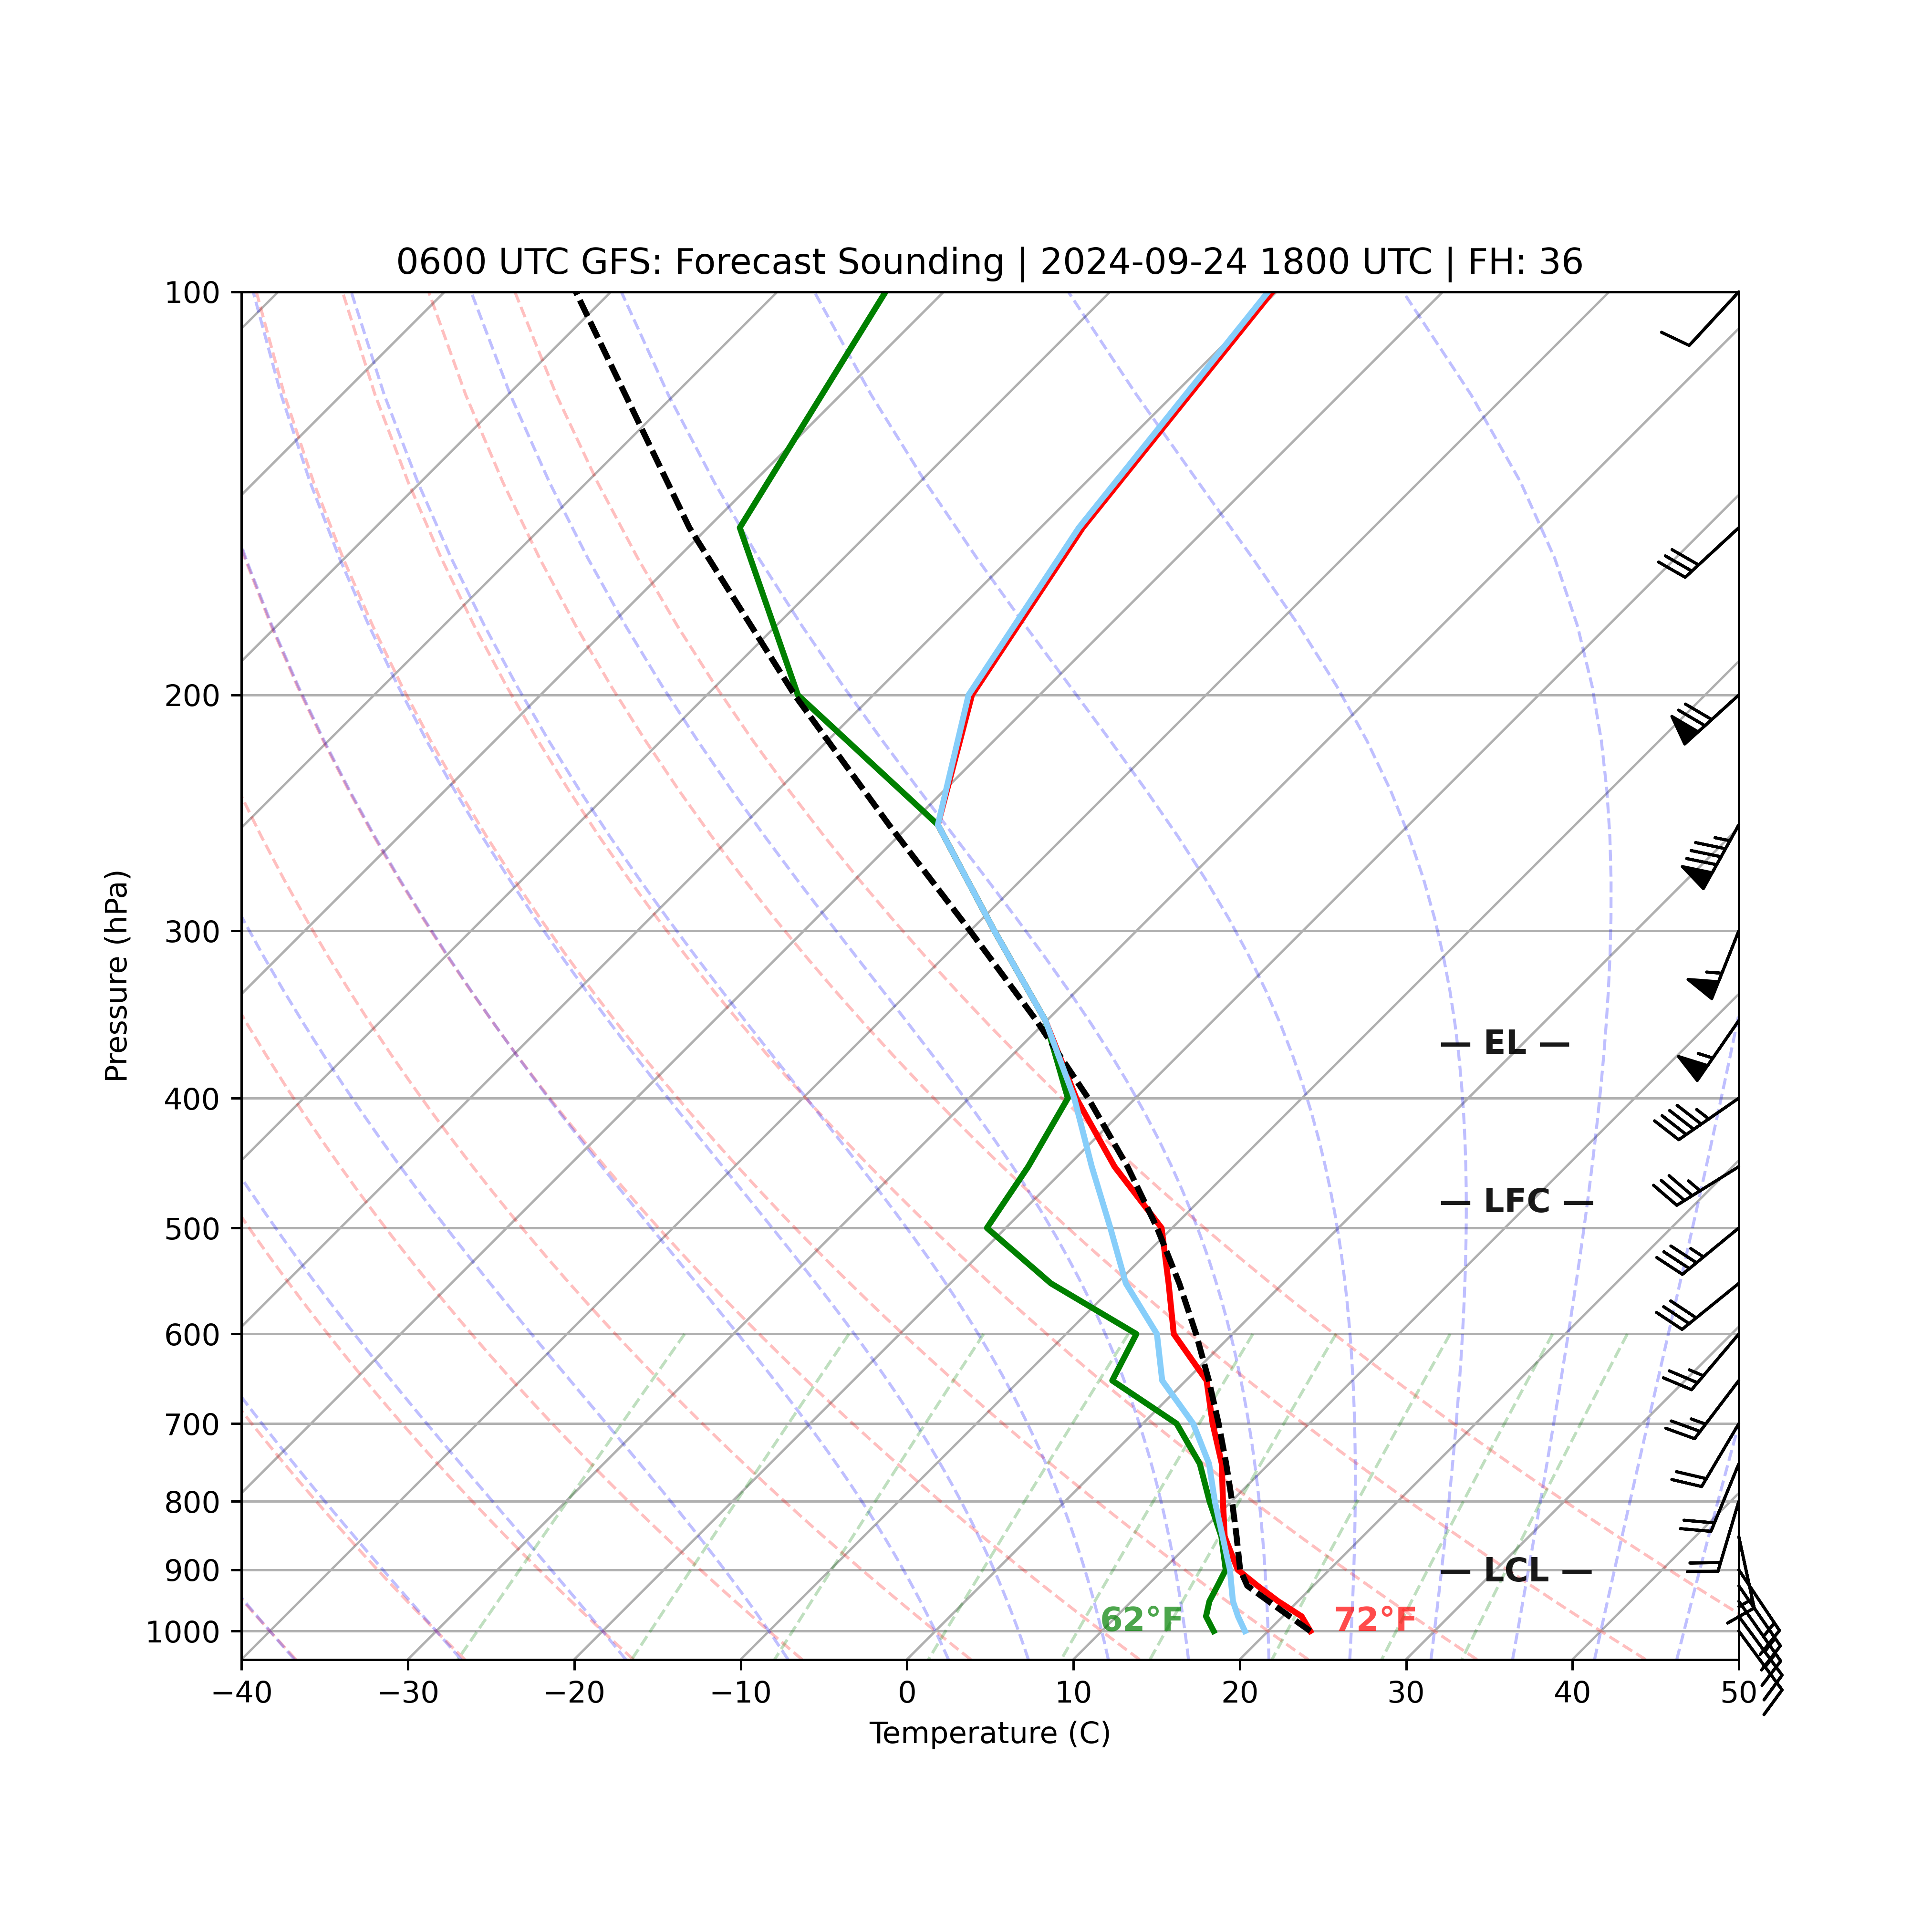 0600 UTC GFS: Forecast Sounding | 2024-09-24 1800 UTC | FH: 36
100
200
300
— EL —
400
— LFC —
500
600
700
800
900
— LCL —
62°F
72°F
1000
−40
−30
−20
−10
0
10
20
30
40
50
Temperature (C)
Pressure (hPa)